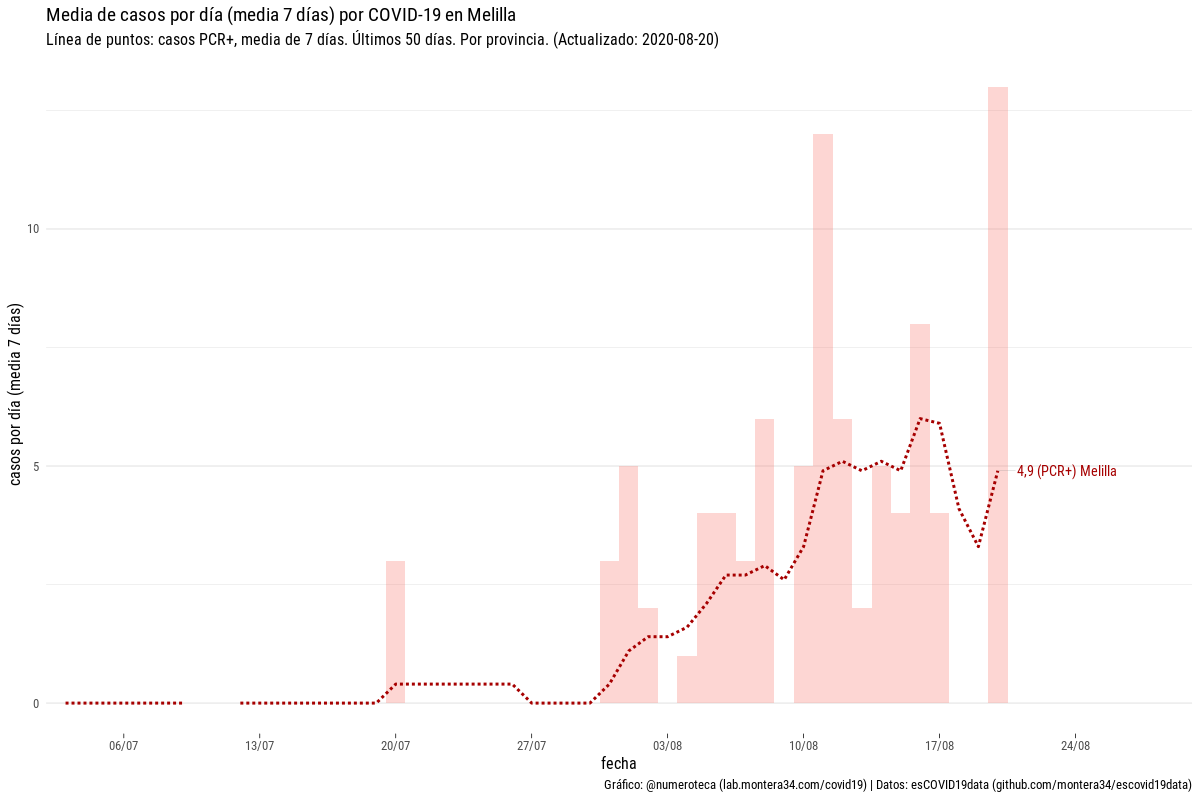 Media de casos por día (media 7 días) por COVID-19 en Melilla
Línea de puntos: casos PCR+, media de 7 días. Últimos 50 días. Por provincia. (Actualizado: 2020-08-20)
casos por día (media 7 días)
10
5
0
4,9 (PCR+) Melilla
06/07
13/07
20/07
27/07
03/08
10/08
17/08
24/08
fecha
Gráfico: @numeroteca (lab.montera34.com/covid19) | Datos: esCOVID19data (github.com/montera34/escovid19data)